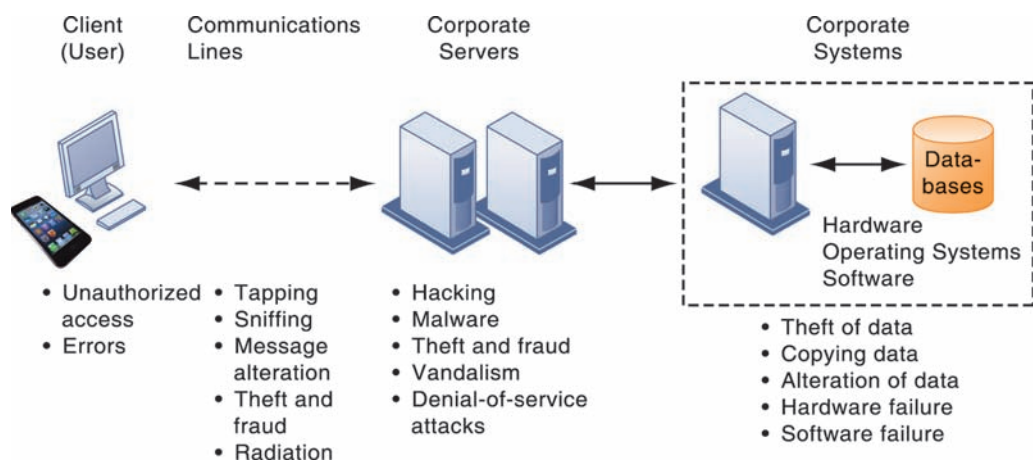 Client
(User)
Communications
Lines
Corporate
Servers
Corporate
Systems
Data-
bases
Hardware
Operating Systems
Software
• Unauthorized
access
• Errors
• Tapping
• Sniffing
• Message
alteration
• Theft and
fraud
• Radiation
• Hacking
• Malware
• Theft and fraud
• Vandalism
• Denial-of-service
attacks
• Theft of data
• Copying data
• Alteration of data
• Hardware failure
• Software failure